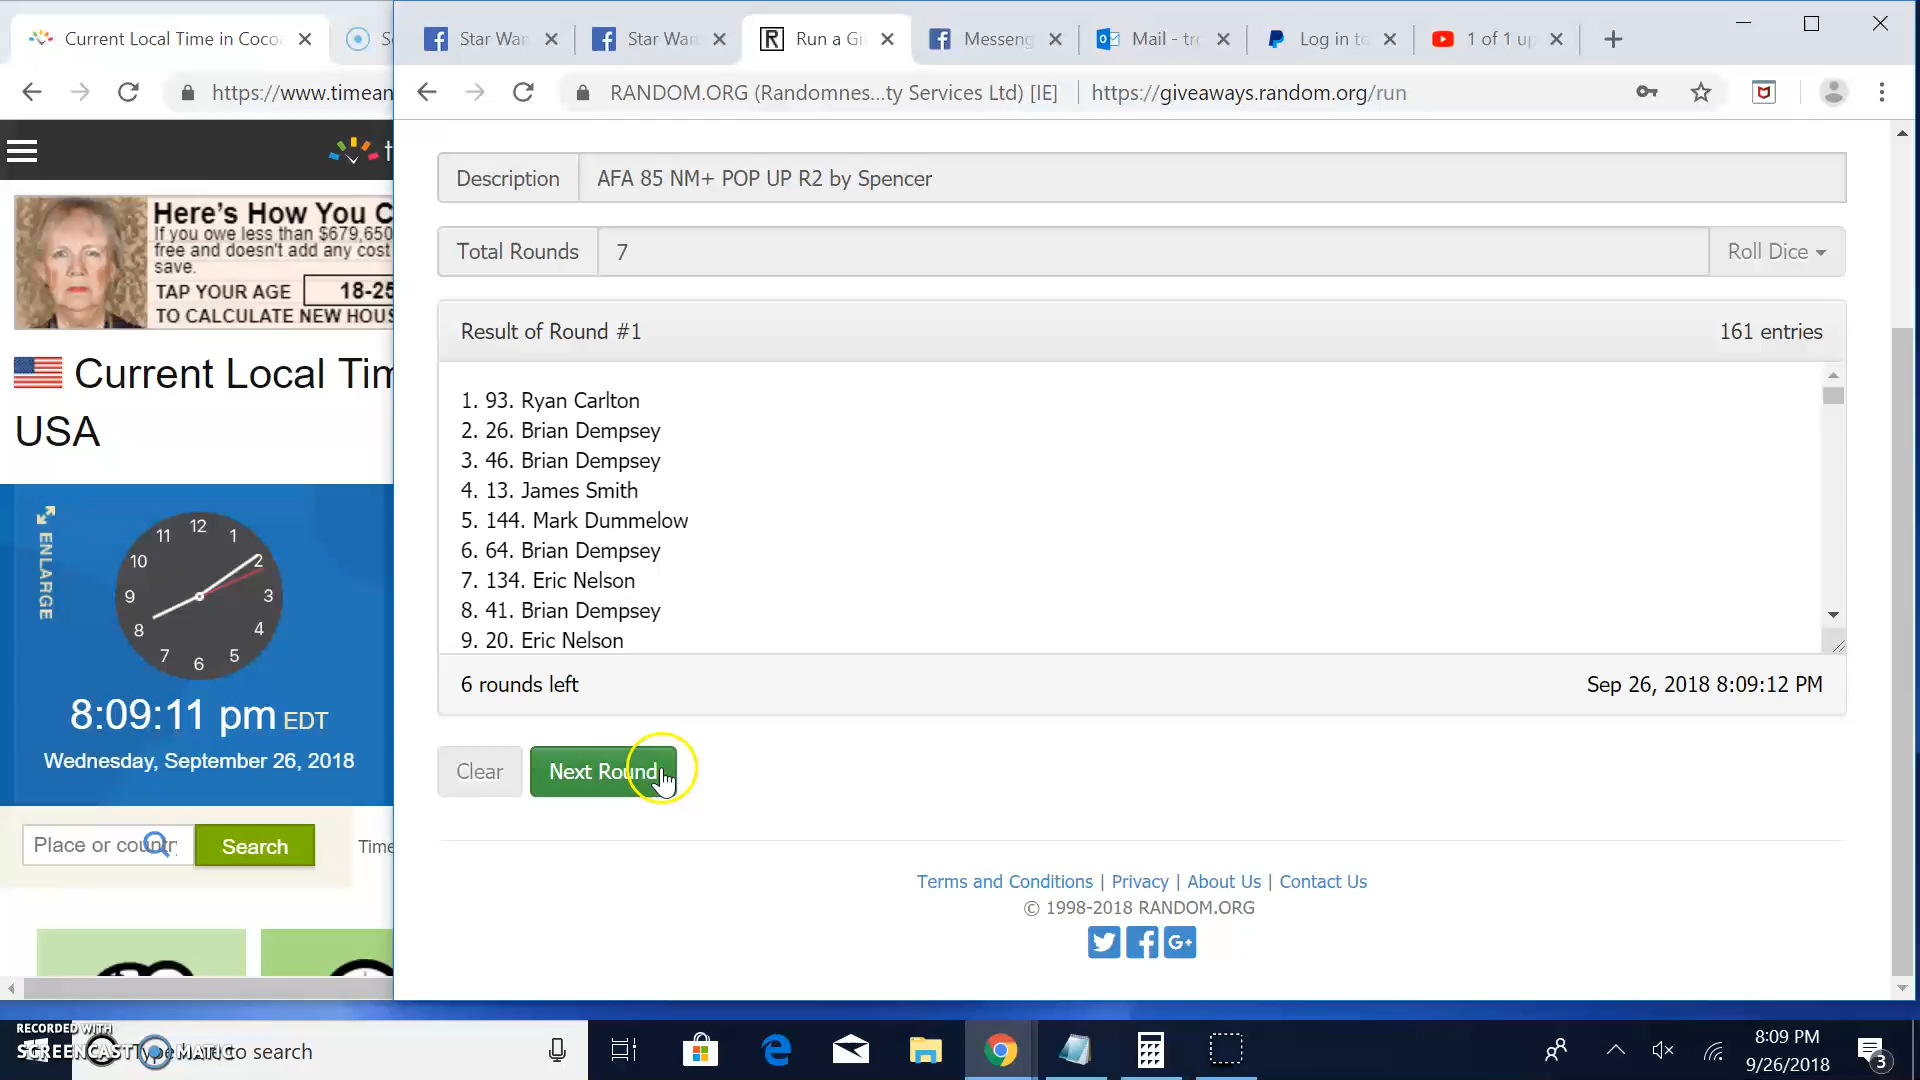 Current Local Time in Coco
Star War
Star War
Run a Gi
Messeng
Mail - tr
Log in to
1 of 1 up
https://www.timean
RANDOM.ORG (Randomnes...ty Services Ltd) [IE]
https://giveaways.random.org/run
Here's How You C
If you owe less than $679,650
free and doesn't add any cost
save.
TAP YOUR AGE 18-25
TO CALCULATE NEW HOUS
Current Local Tim
USA
ENLARGE
12
1
2
3
4
5
6
7
8
9
10
11
8:09:11 pm EDT
Wednesday, September 26, 2018
Place or country
Search
Time
Description
AFA 85 NM+ POP UP R2 by Spencer
Total Rounds
7
Roll Dice
Result of Round #1
161 entries
1. 93. Ryan Carlton
2. 26. Brian Dempsey
3. 46. Brian Dempsey
4. 13. James Smith
5. 144. Mark Dummelow
6. 64. Brian Dempsey
7. 134. Eric Nelson
8. 41. Brian Dempsey
9. 20. Eric Nelson
6 rounds left
Sep 26, 2018 8:09:12 PM
Clear
Next Round
Terms and Conditions | Privacy | About Us | Contact Us
© 1998-2018 RANDOM.ORG
RECORDED WITH
SCREENCAST MATIC
Type here to search
8:09 PM
9/26/2018
3